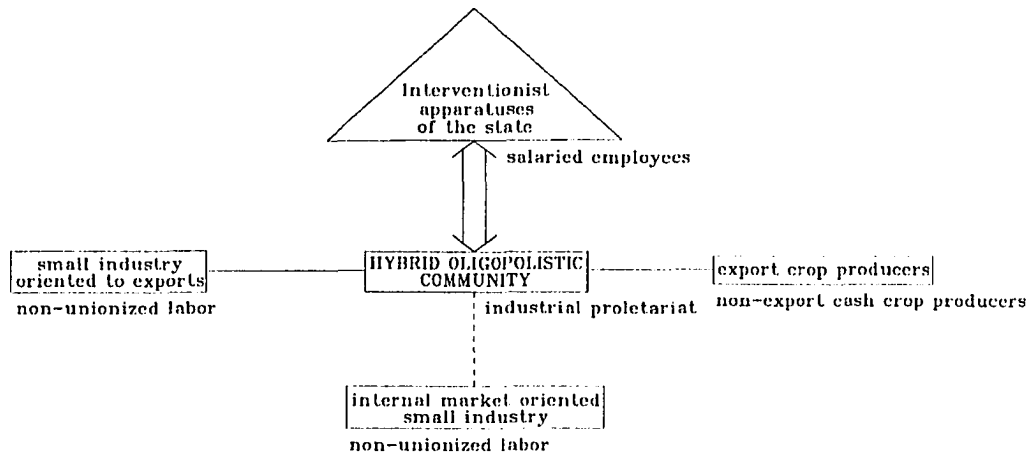 Interventionist
apparatuses
of the state
salaried employees
small industry
oriented to exports
non-unionized labor
HYBRID OLIGOPOLISTIC
COMMUNITY
industrial proletariat
export crop producers
non-export cash crop producers
internal market oriented
small industry
non-unionized labor